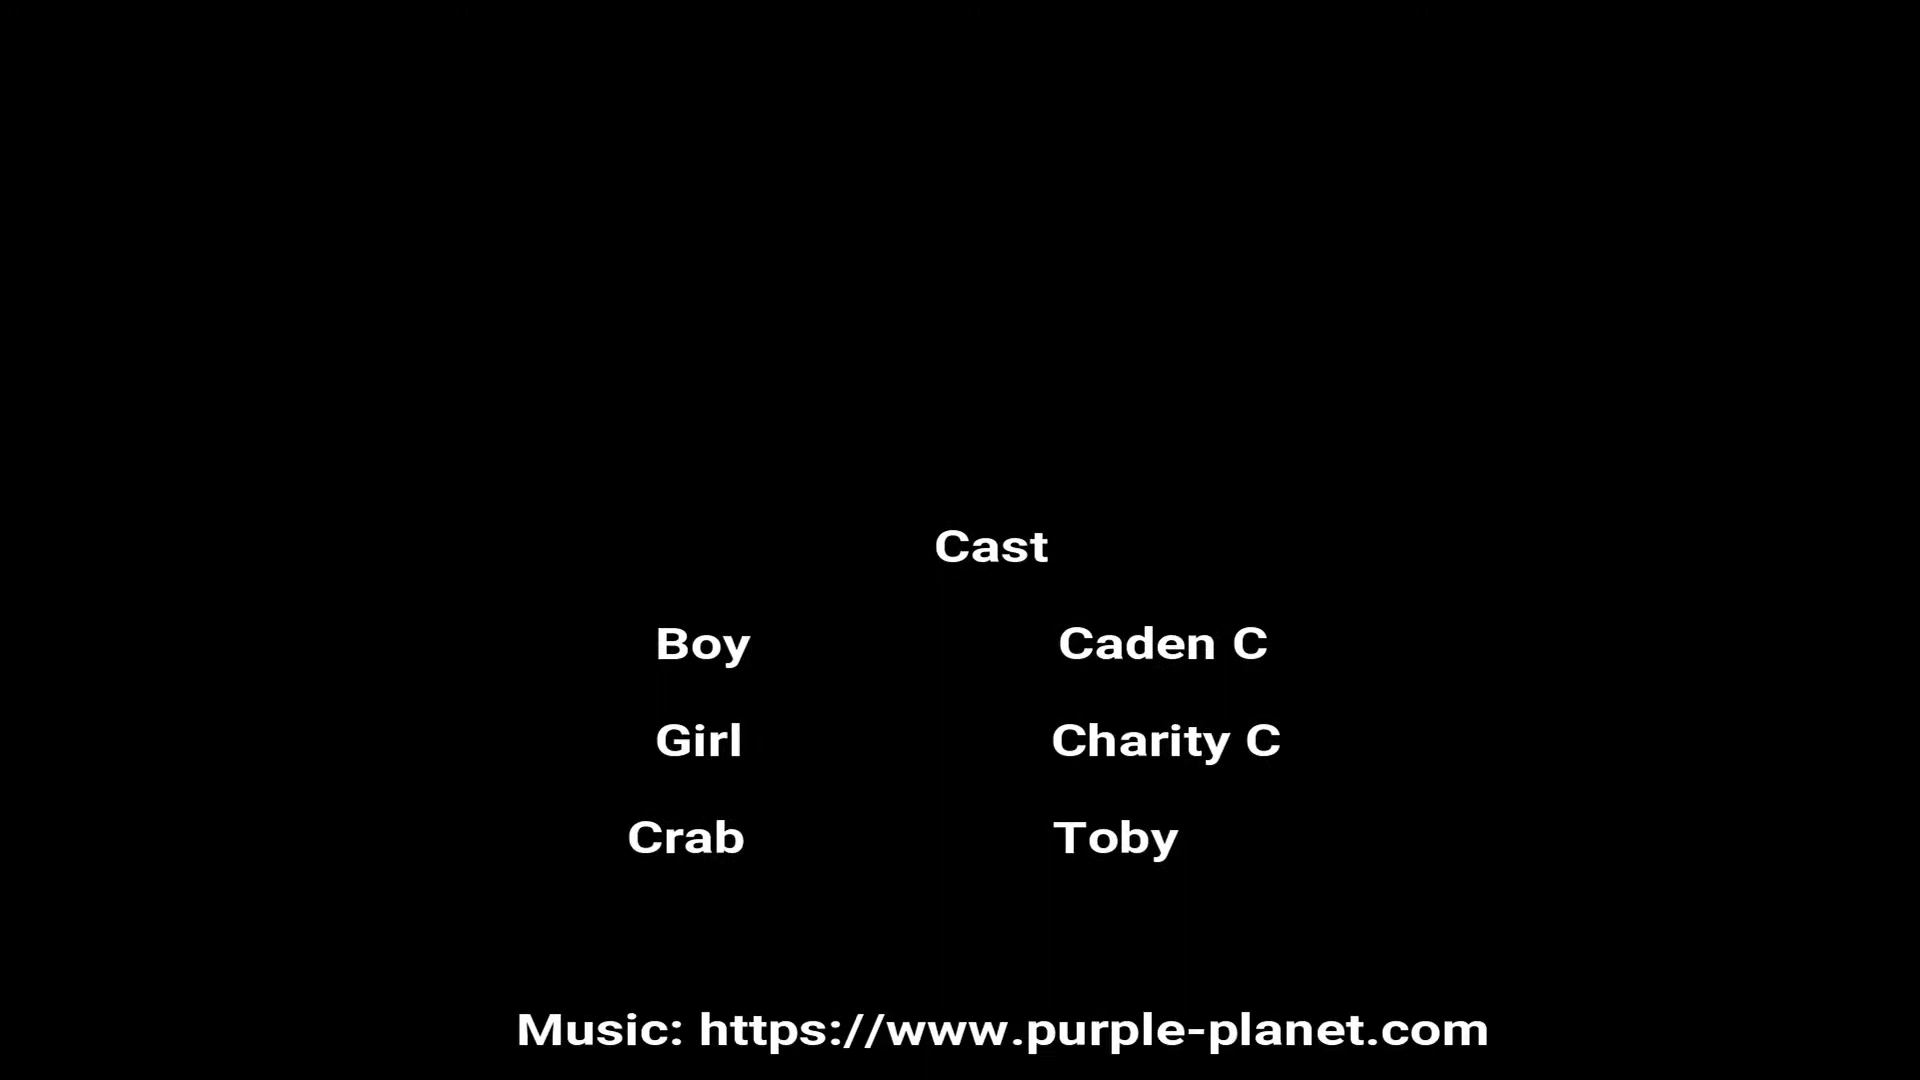 Cast
Boy Caden C
Girl Charity C
Crab Toby
Music: https://www.purple-planet.com